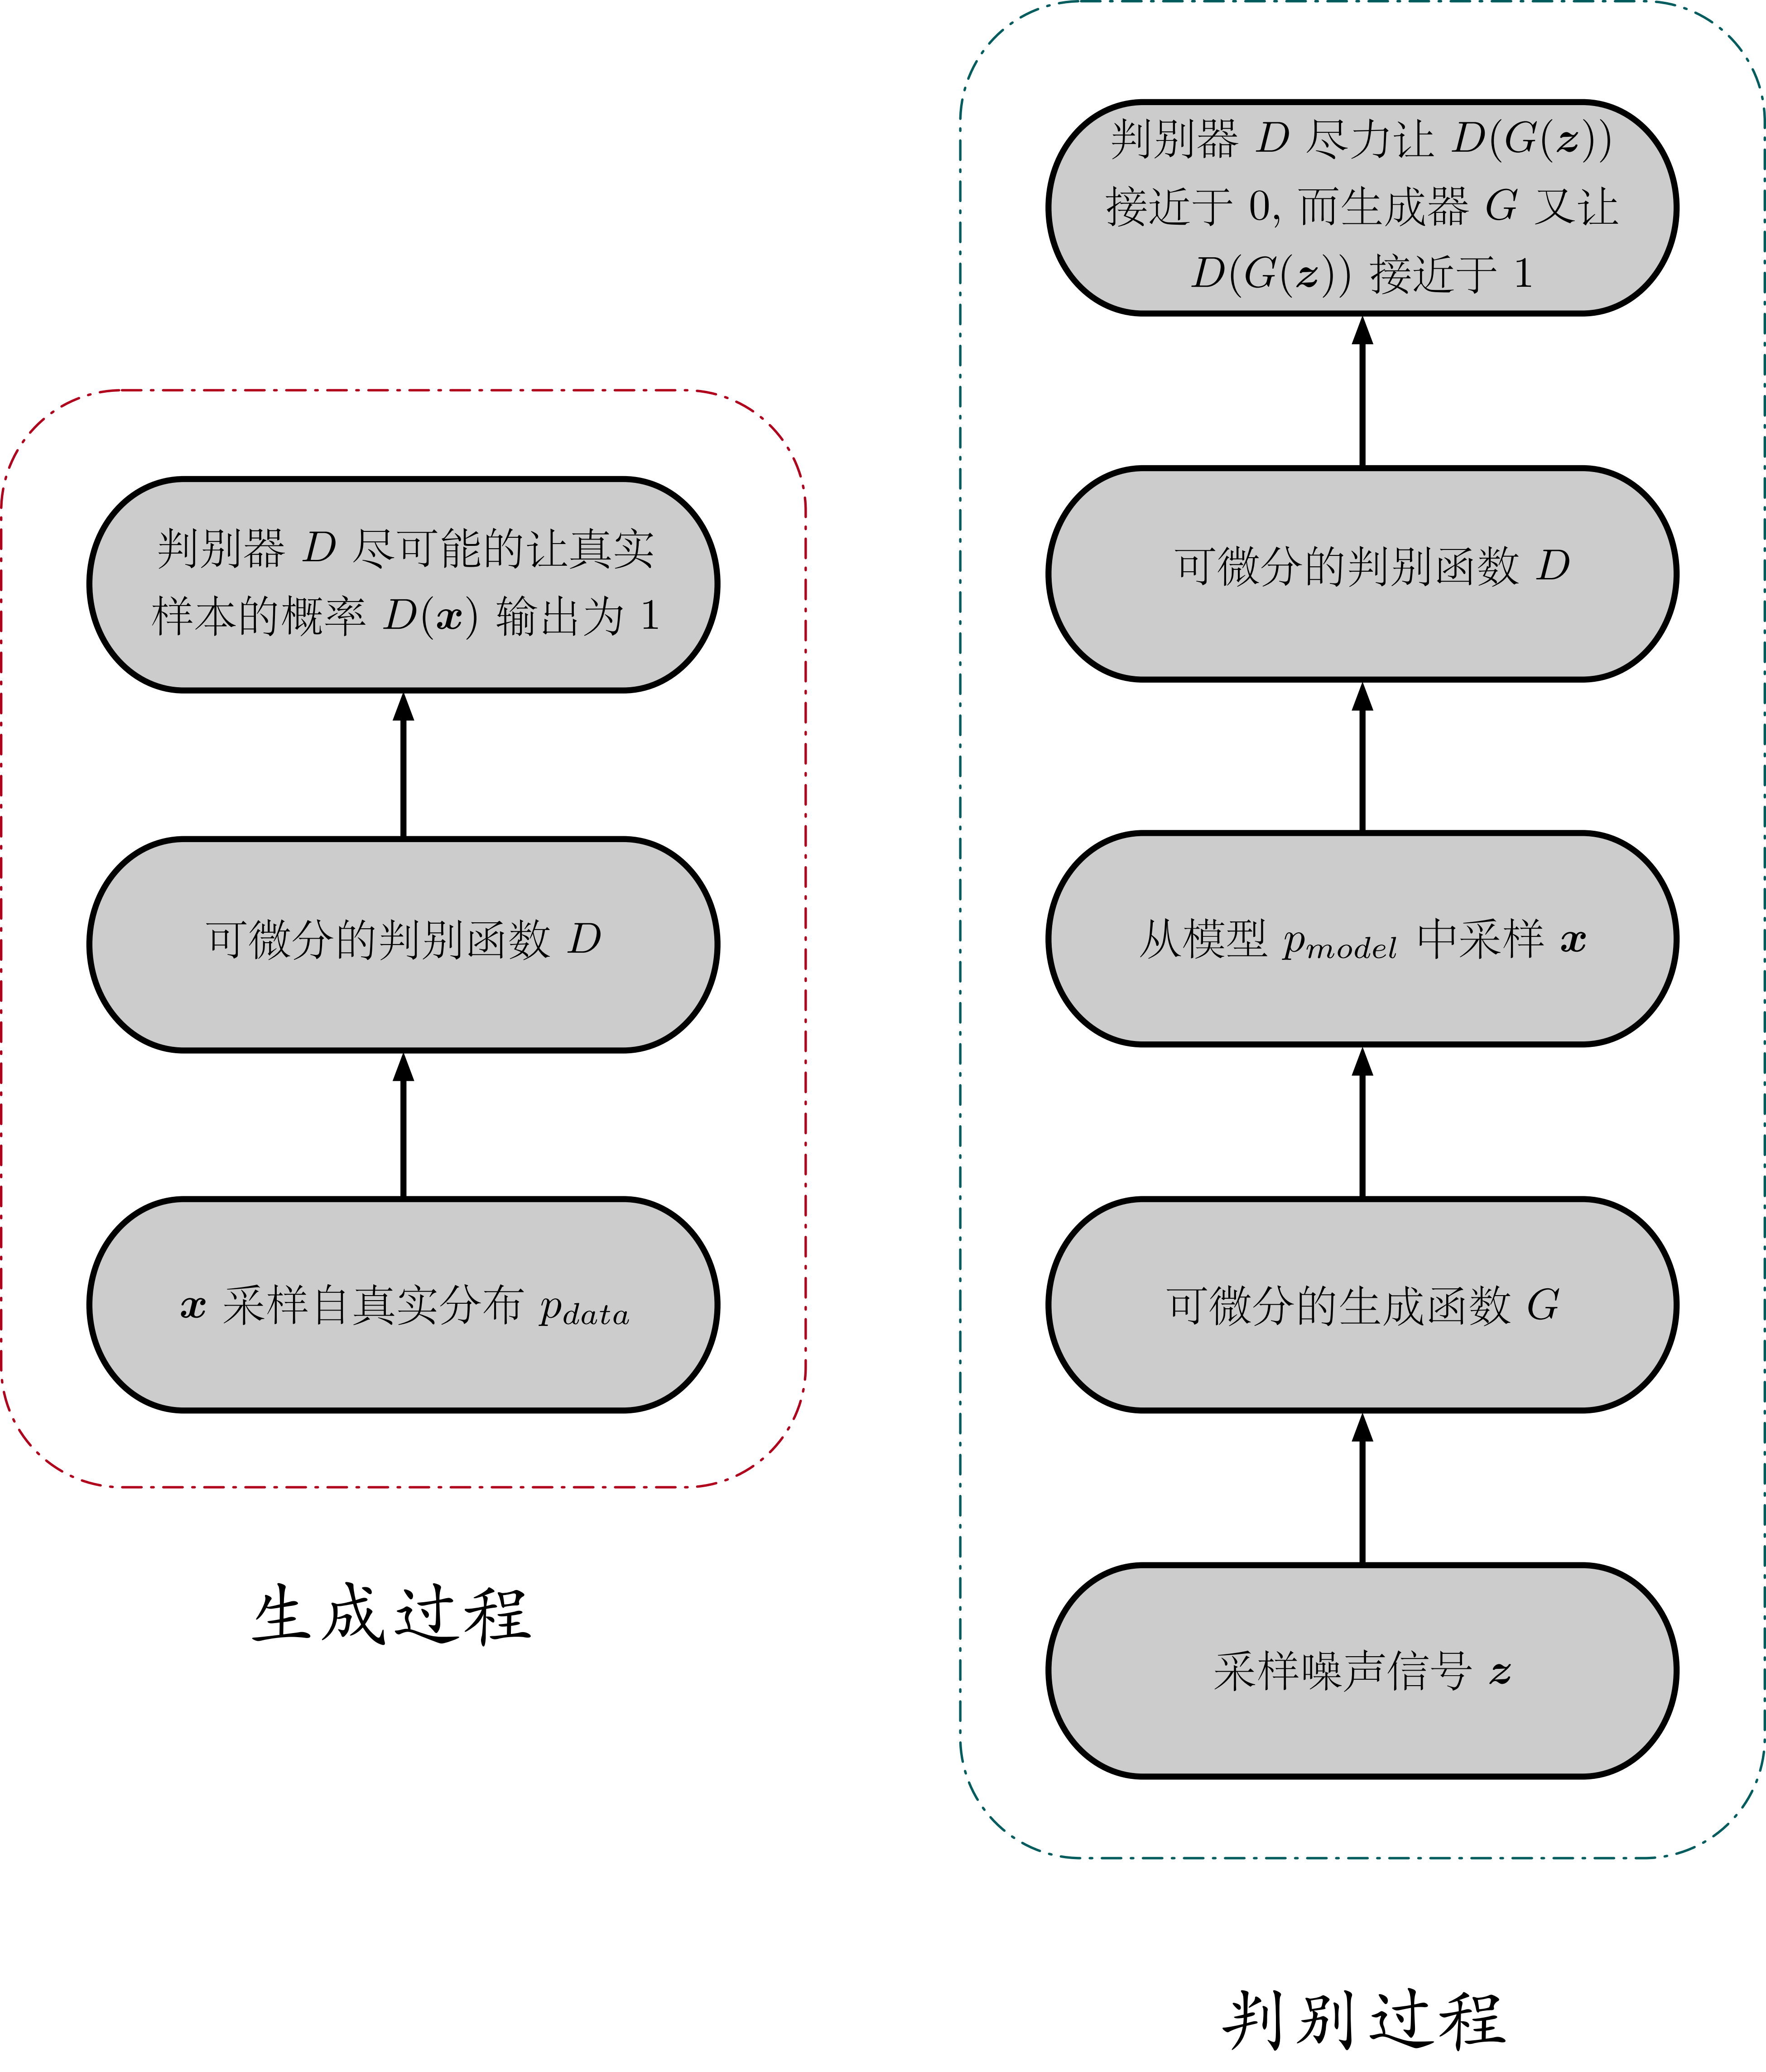 判别器 D 尽可能的让真实
样本的概率 D(x) 输出为 1
可微分的判别函数 D
x 采样自真实分布 p_{data}
生成过程
判别器 D 尽力让 D(G(z))
接近于 0, 而生成器 G 又让
D(G(z)) 接近于 1
可微分的判别函数 D
从模型 p_{model} 中采样 x
可微分的生成函数 G
采样噪声信号 z
判别过程